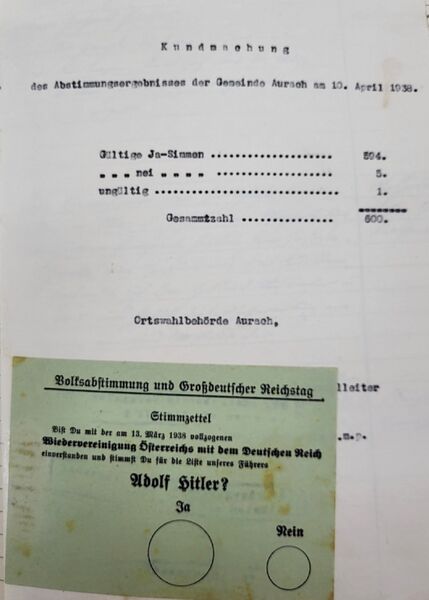 Kundmachung
des Abstimmungsergebnisses der Gemeinde Aurach am 10. April 1938.
Gültige Ja-Simmen .................... 594.
„ „ „ nei „ „ „ „ .................... 5.
ungültig .............................. 1.
Gesammtzahl ............... 600.
Ortswahlbehörde Aurach,
lleiter
.m.p.
Volksabstimmung und Großdeutscher Reichstag
Stimmzettel
Bist Du mit der am 13. März 1938 vollzogenen
Wiedervereinigung Österreichs mit dem Deutschen Reich
einverstanden und stimmst Du für die Liste unseres Führers
Adolf Hitler?
Ja
Nein